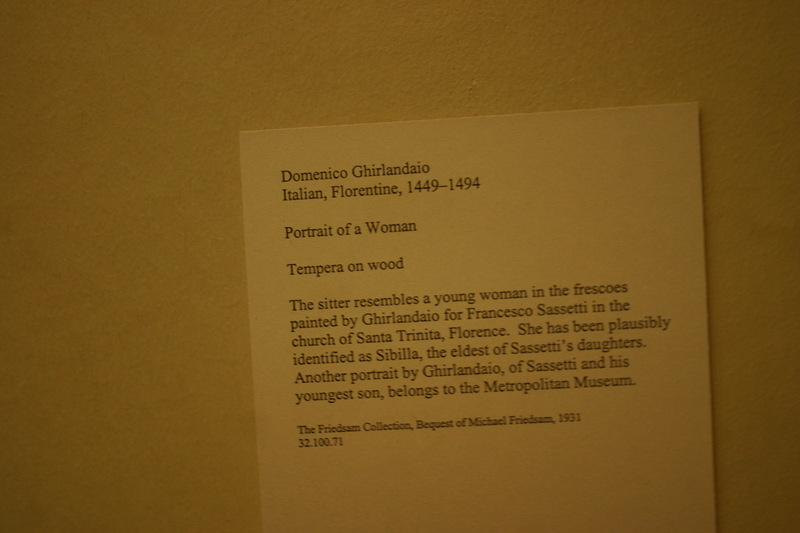 Domenico Ghirlandaio
Italian, Florentine, 1449–1494
Portrait of a Woman
Tempera on wood
The sitter resembles a young woman in the frescoes
painted by Ghirlandaio for Francesco Sassetti in the
church of Santa Trinita, Florence. She has been plausibly
identified as Sibilla, the eldest of Sassetti's daughters.
Another portrait by Ghirlandaio, of Sassetti and his
youngest son, belongs to the Metropolitan Museum.
The Friedsam Collection, Bequest of Michael Friedsam, 1931
32.100.71